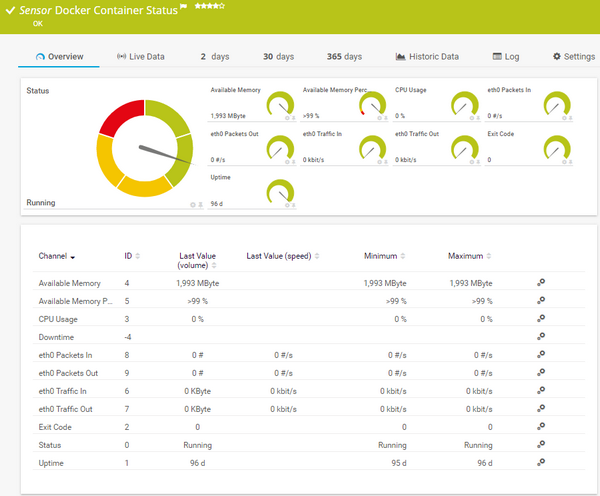 Sensor Docker Container Status
OK
Overview Live Data 2 days 30 days 365 days Historic Data Log Settings
Status
Available Memory Available Memory Perc CPU Usage eth0 Packets In
1,993 MByte >99 % 0 % 0 #/s
eth0 Packets Out eth0 Traffic In eth0 Traffic Out Exit Code
0 #/s 0 kbit/s 0 kbit/s 0
Uptime
Running 96 d
Channel ID Last Value (volume) Last Value (speed) Minimum Maximum
Available Memory 4 1,993 MByte 1,993 MByte 1,993 MByte
Available Memory P... 5 >99 % >99 % >99 %
CPU Usage 3 0 % 0 % 0 %
Downtime -4
eth0 Packets In 8 0 # 0 #/s 0 #/s 0 #/s
eth0 Packets Out 9 0 # 0 #/s 0 #/s 0 #/s
eth0 Traffic In 6 0 KByte 0 kbit/s 0 kbit/s 0 kbit/s
eth0 Traffic Out 7 0 KByte 0 kbit/s 0 kbit/s 0 kbit/s
Exit Code 2 0 0 0
Status 0 Running Running Running
Uptime 1 96 d 95 d 96 d